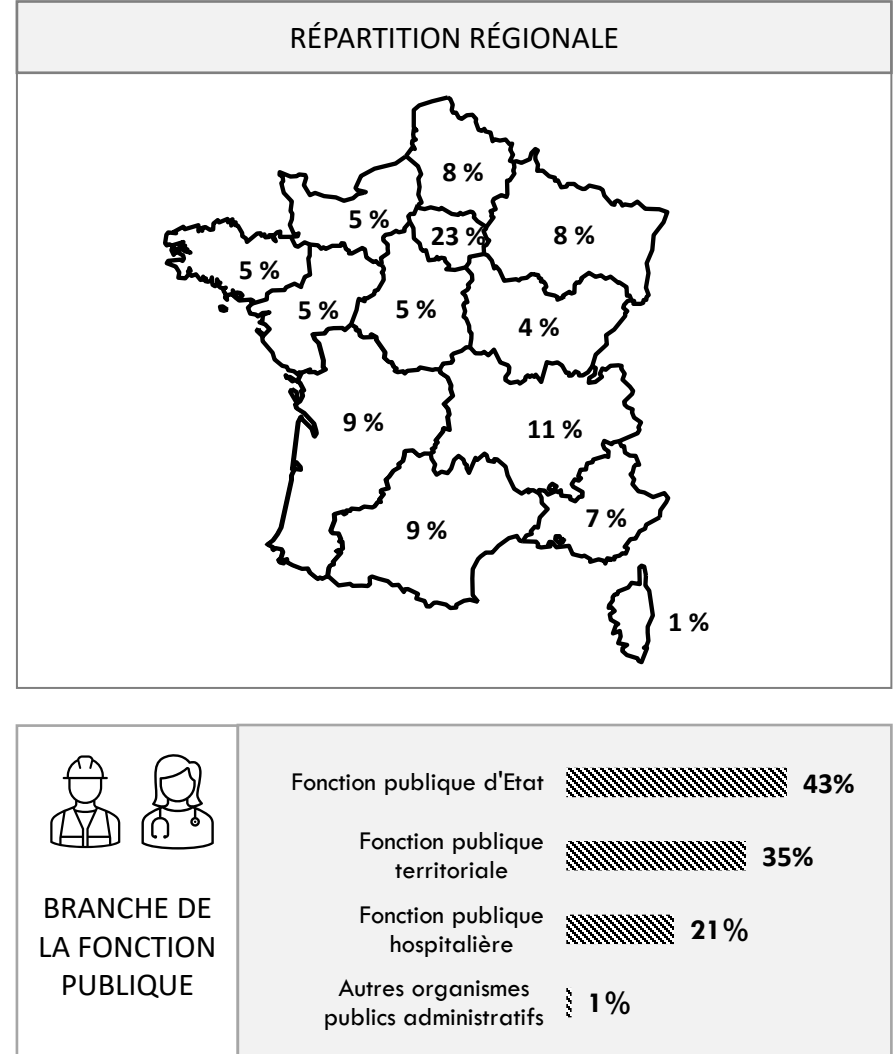 RÉPARTITION RÉGIONALE
8 %
5 %
23 %
8 %
5 %
5 %
5 %
4 %
9 %
11 %
9 %
7 %
1 %
BRANCHE DE
LA FONCTION
PUBLIQUE
Fonction publique d'Etat
43%
Fonction publique
territoriale
35%
Fonction publique
hospitalière
21%
Autres organismes
publics administratifs
1%